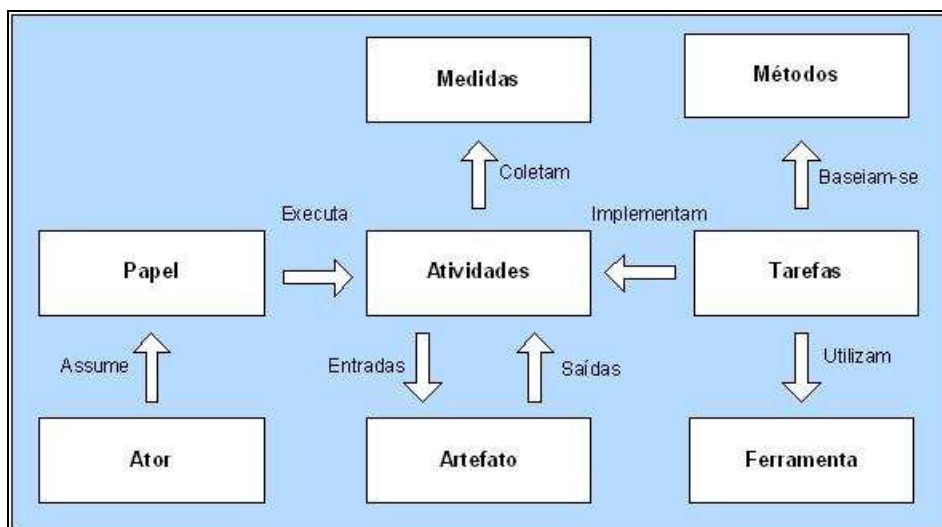 Medidas
Métodos
Coletam
Baseiam-se
Executa
Implementam
Papel
Atividades
Tarefas
Assume
Entradas
Saídas
Utilizam
Ator
Artefato
Ferramenta